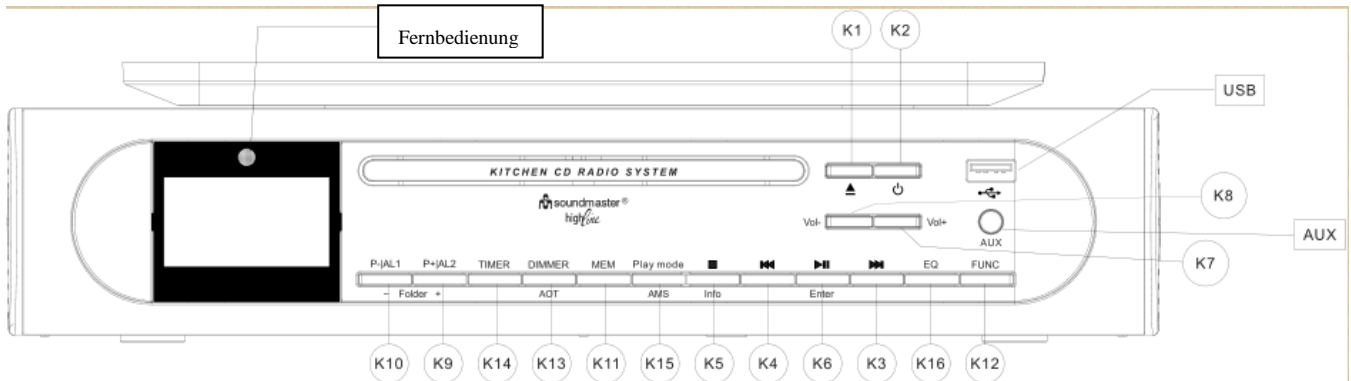 Fernbedienung
K1 K2
USB
KITCHEN CD RADIO SYSTEM
soundmaster®
highline
K8
Vol- Vol+
AUX
AUX
K7
P-|AL1 P+|AL2 TIMER DIMMER MEM Play mode EQ FUNC
- Folder + AOT AMS Info Enter
K10 K9 K14 K13 K11 K15 K5 K4 K6 K3 K16 K12